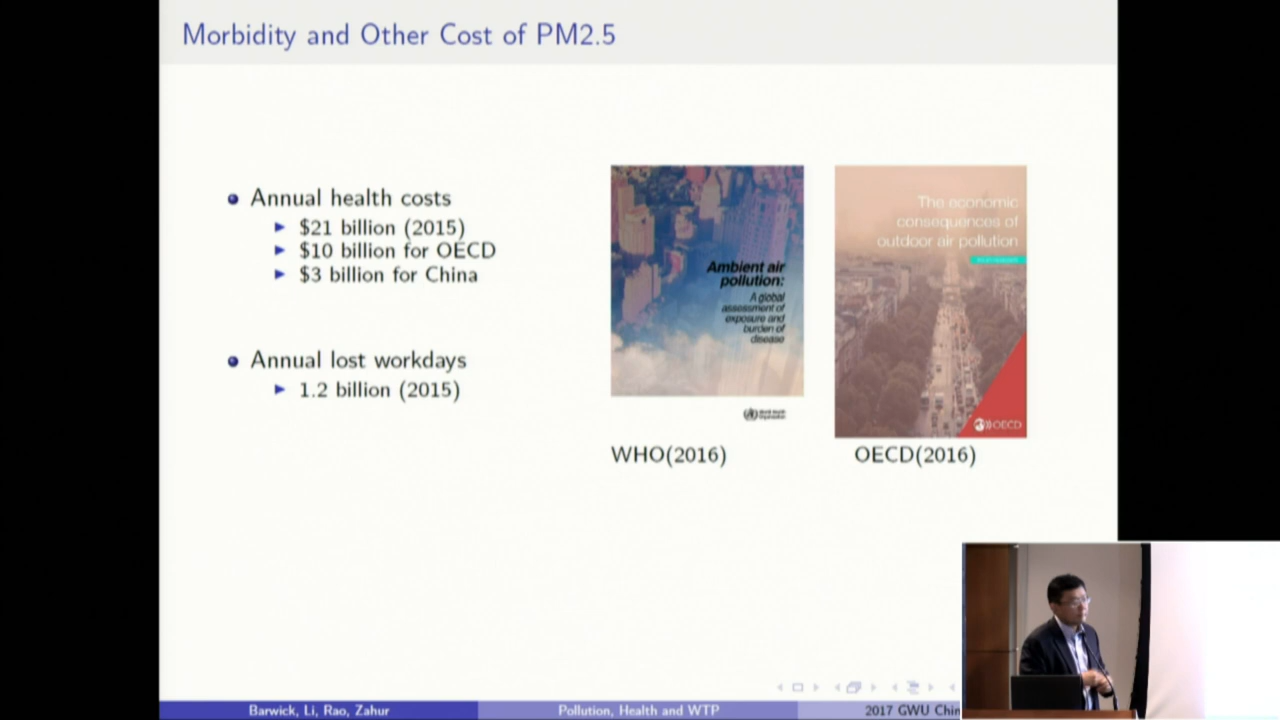 Morbidity and Other Cost of PM2.5
Annual health costs
$21 billion (2015)
$10 billion for OECD
$3 billion for China
Annual lost workdays
1.2 billion (2015)
Ambient air
pollution:
A global
assessment of
exposure and
burden of
disease
World Health
Organization
WHO(2016)
The economic
consequences of
outdoor air pollution
OECD
OECD(2016)
Barwick, Li, Rao, Zahur
Pollution, Health and WTP
2017 GWU Chin